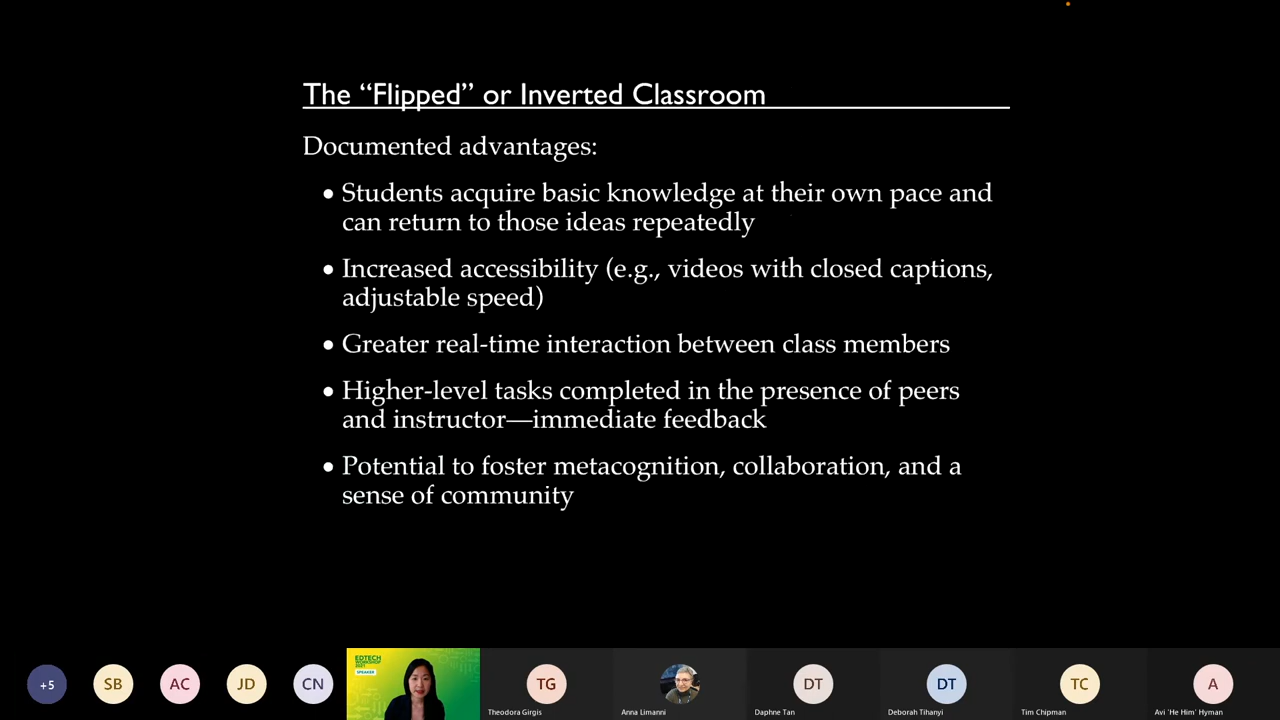 The “Flipped” or Inverted Classroom
Documented advantages:
• Students acquire basic knowledge at their own pace and
can return to those ideas repeatedly
• Increased accessibility (e.g., videos with closed captions,
adjustable speed)
• Greater real-time interaction between class members
• Higher-level tasks completed in the presence of peers
and instructor—immediate feedback
• Potential to foster metacognition, collaboration, and a
sense of community
+5
SB
AC
JD
CN
EDTECH
WORKSHOP
2021
SPEAKER
TG
Theodora Girgis
Anna Limanni
DT
Daphne Tan
DT
Deborah Tihanyi
TC
Tim Chipman
A
Avi 'He Him' Hyman